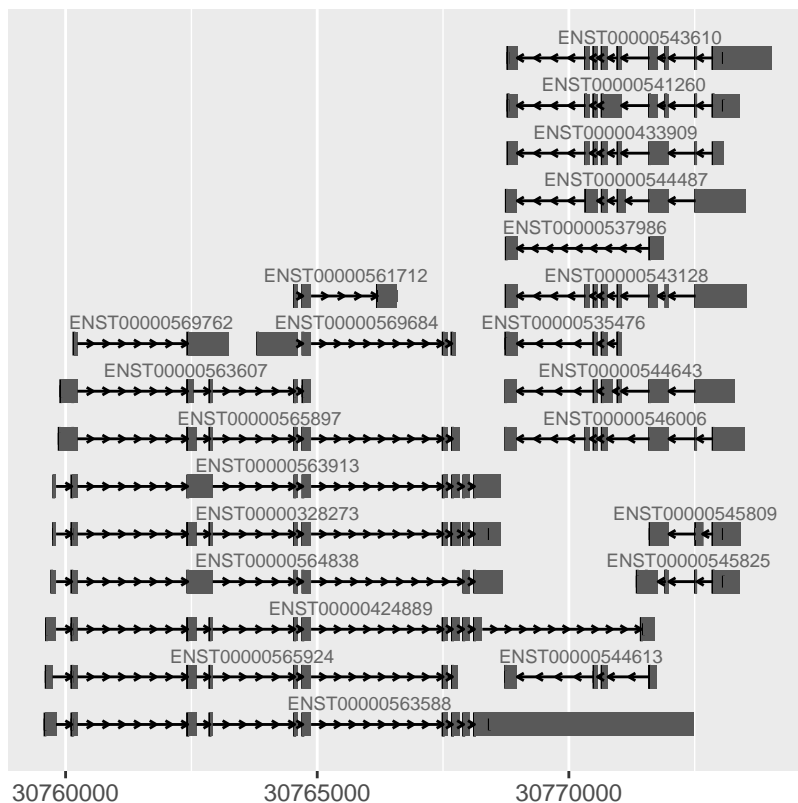 ENST00000543610
ENST00000541260
ENST00000433909
ENST00000544487
ENST00000537986
ENST00000561712 ENST00000543128
ENST00000569762 ENST00000569684 ENST00000535476
ENST00000563607 ENST00000544643
ENST00000565897 ENST00000546006
ENST00000563913
ENST00000328273 ENST00000545809
ENST00000564838 ENST00000545825
ENST00000424889
ENST00000565924 ENST00000544613
ENST00000563588
30760000 30765000 30770000